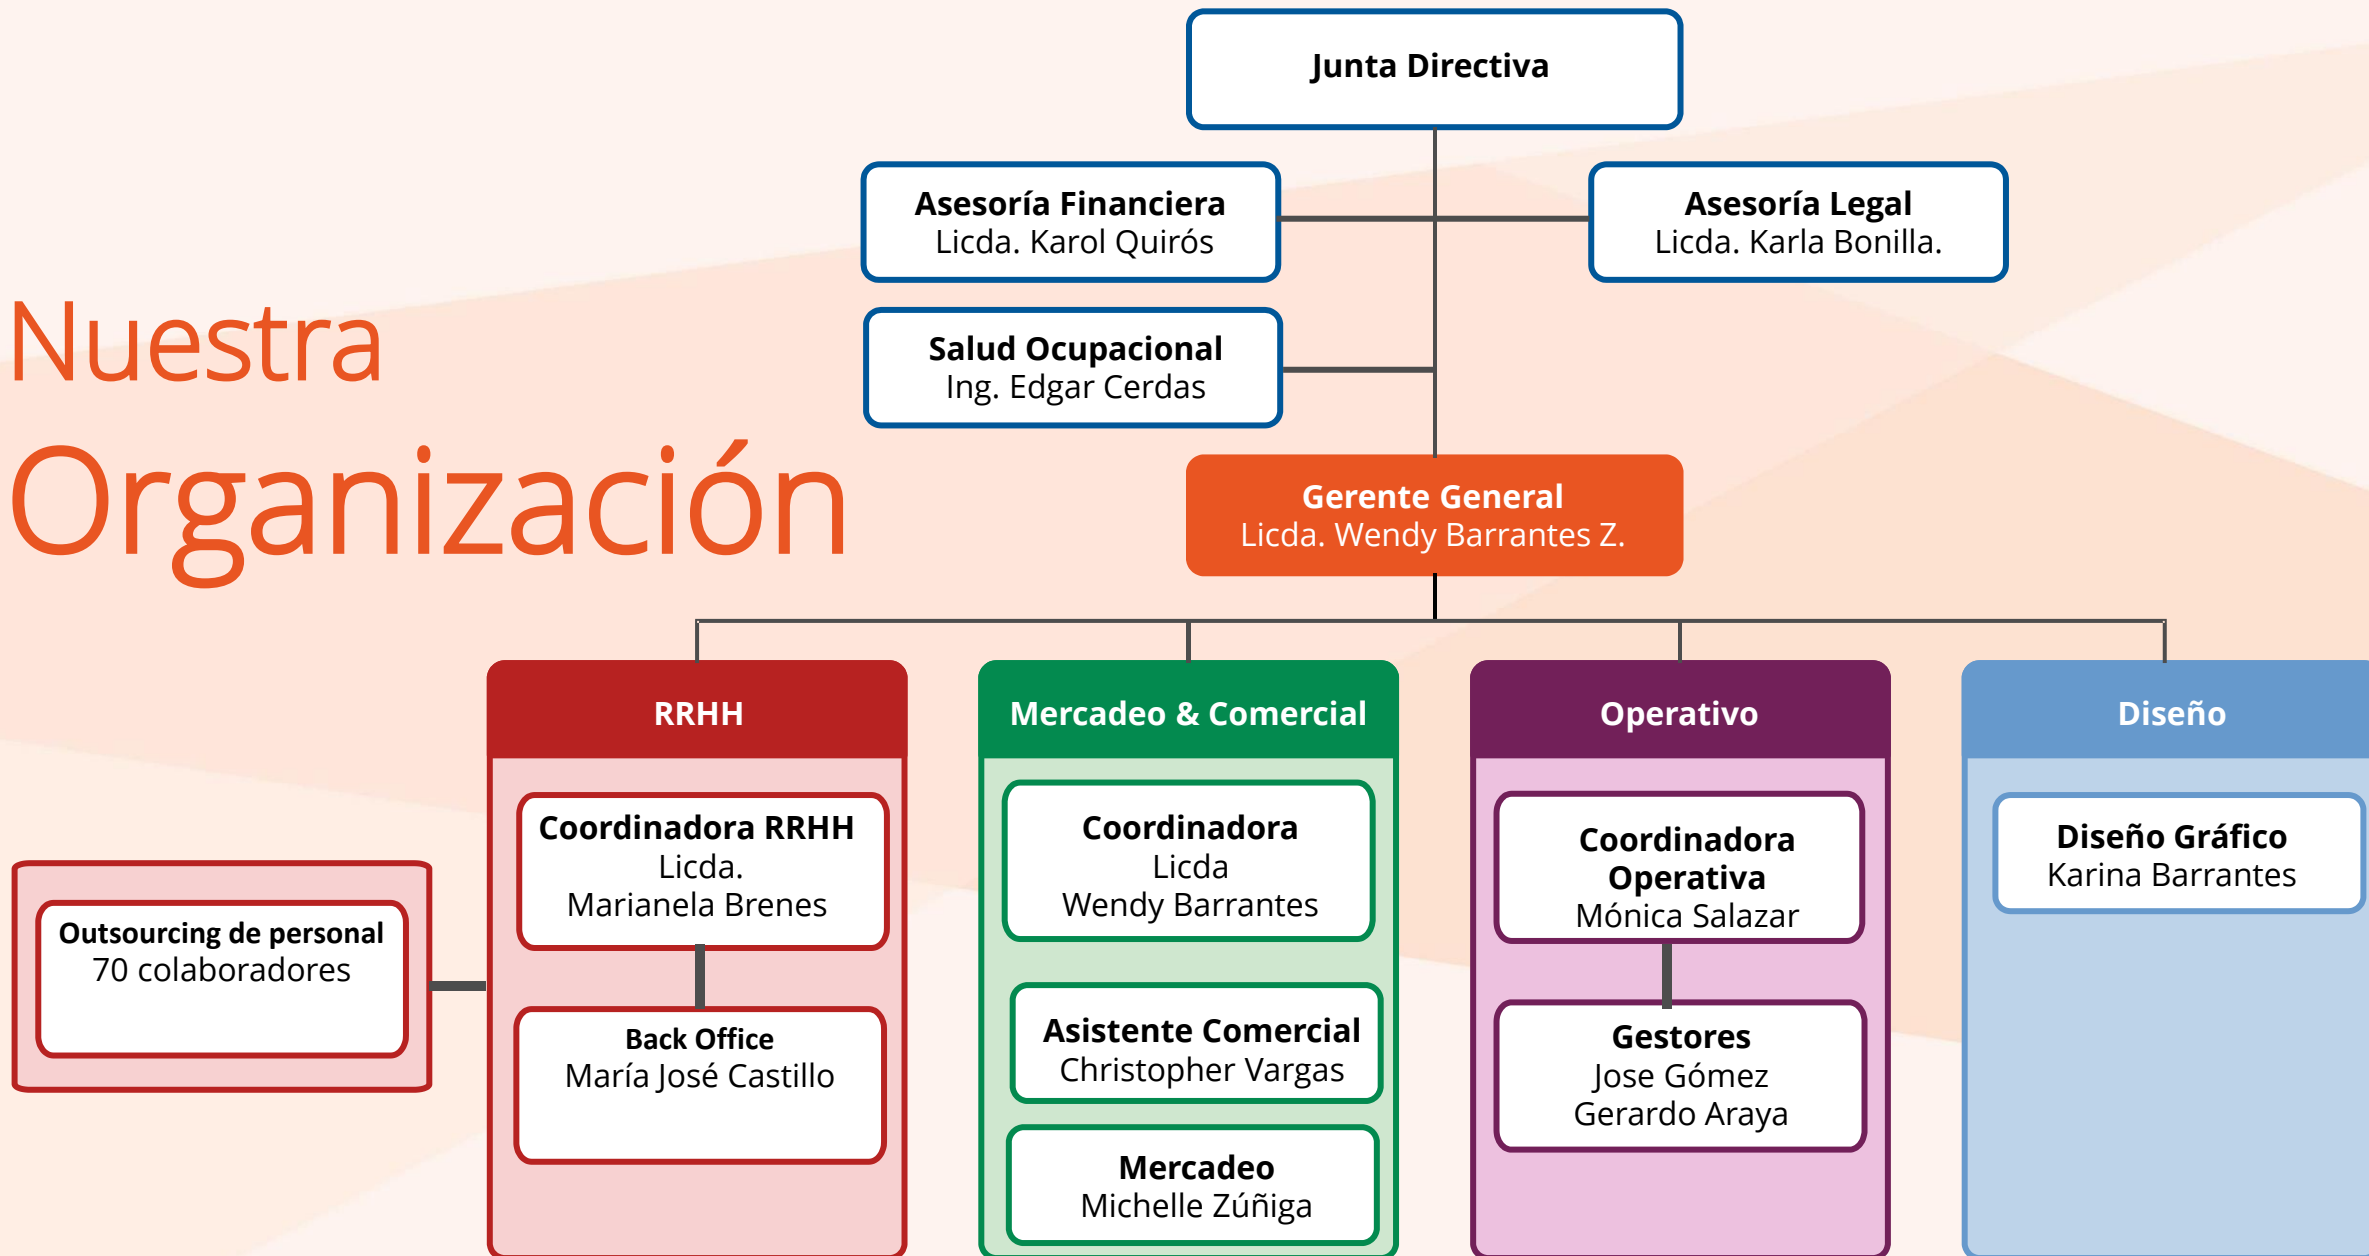 Junta Directiva
Asesoría Financiera
Licda. Karol Quirós
Asesoría Legal
Licda. Karla Bonilla.
Salud Ocupacional
Ing. Edgar Cerdas
Nuestra
Organización
Gerente General
Licda. Wendy Barrantes Z.
RRHH
Coordinadora RRHH
Licda.
Marianela Brenes
Back Office
María José Castillo
Outsourcing de personal
70 colaboradores
Mercadeo & Comercial
Coordinadora
Licda
Wendy Barrantes
Asistente Comercial
Christopher Vargas
Mercadeo
Michelle Zúñiga
Operativo
Coordinadora
Operativa
Mónica Salazar
Gestores
Jose Gómez
Gerardo Araya
Diseño
Diseño Gráfico
Karina Barrantes